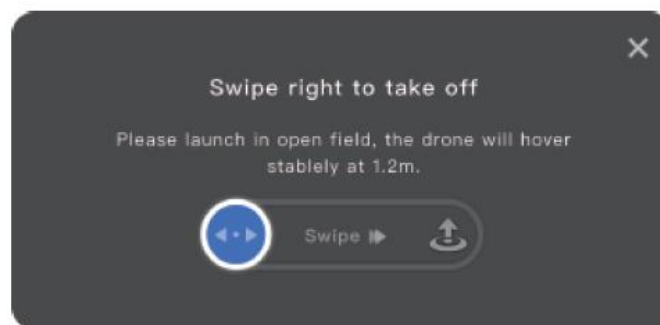 Swipe right to take off
Please launch in open field, the drone will hover
stablely at 1.2m.
Swipe